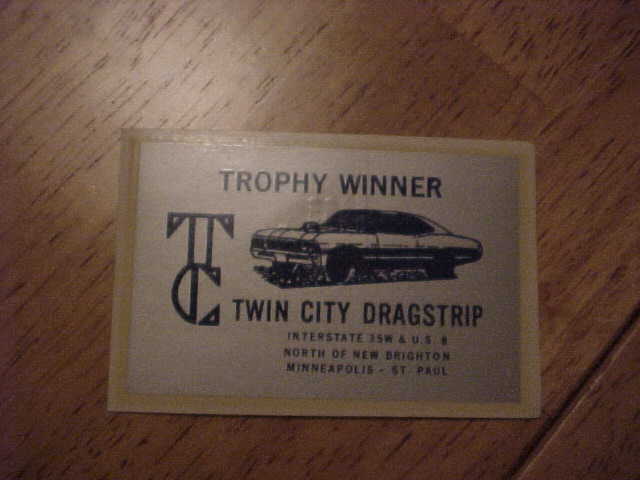 TROPHY WINNER
TC
TWIN CITY DRAGSTRIP
INTERSTATE 35W & U.S. 8
NORTH OF NEW BRIGHTON
MINNEAPOLIS - ST. PAUL